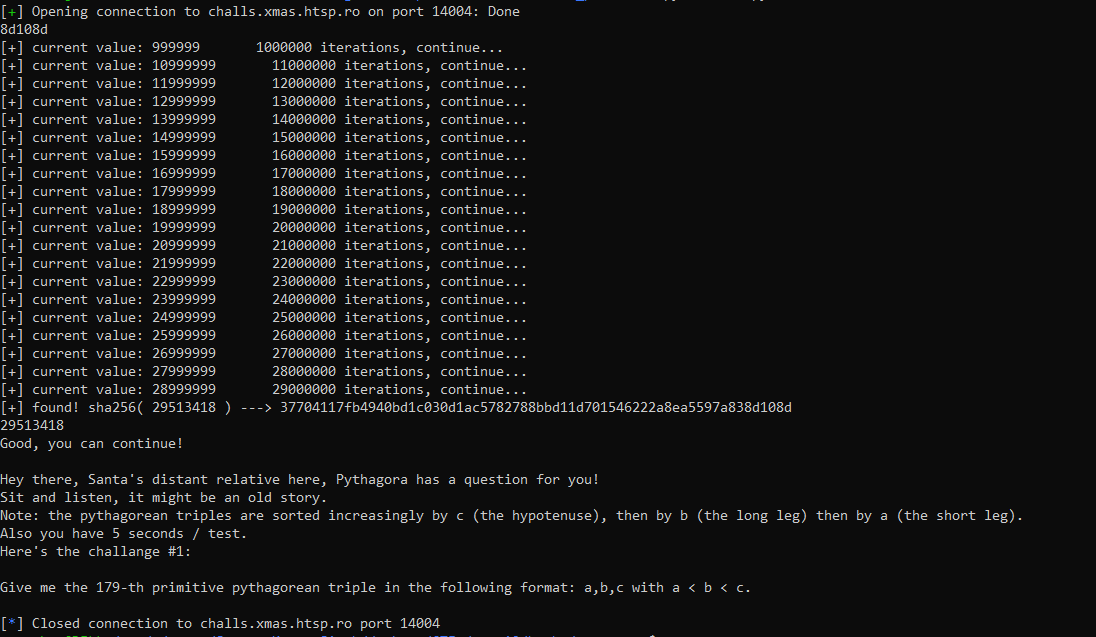 [+] Opening connection to challs.xmas.htsp.ro on port 14004: Done
8d108d
[+] current value: 999999       1000000 iterations, continue...
[+] current value: 10999999       11000000 iterations, continue...
[+] current value: 11999999       12000000 iterations, continue...
[+] current value: 12999999       13000000 iterations, continue...
[+] current value: 13999999       14000000 iterations, continue...
[+] current value: 14999999       15000000 iterations, continue...
[+] current value: 15999999       16000000 iterations, continue...
[+] current value: 16999999       17000000 iterations, continue...
[+] current value: 17999999       18000000 iterations, continue...
[+] current value: 18999999       19000000 iterations, continue...
[+] current value: 19999999       20000000 iterations, continue...
[+] current value: 20999999       21000000 iterations, continue...
[+] current value: 21999999       22000000 iterations, continue...
[+] current value: 22999999       23000000 iterations, continue...
[+] current value: 23999999       24000000 iterations, continue...
[+] current value: 24999999       25000000 iterations, continue...
[+] current value: 25999999       26000000 iterations, continue...
[+] current value: 26999999       27000000 iterations, continue...
[+] current value: 27999999       28000000 iterations, continue...
[+] current value: 28999999       29000000 iterations, continue...
[+] found! sha256( 29513418 ) ---> 37704117fb4940bd1c030d1ac5782788bbd11d701546222a8ea5597a838d108d
29513418
Good, you can continue!
Hey there, Santa's distant relative here, Pythagora has a question for you!
Sit and listen, it might be an old story.
Note: the pythagorean triples are sorted increasingly by c (the hypotenuse), then by b (the long leg) then by a (the short leg).
Also you have 5 seconds / test.
Here's the challange #1:
Give me the 179-th primitive pythagorean triple in the following format: a,b,c with a < b < c.
[*] Closed connection to challs.xmas.htsp.ro port 14004